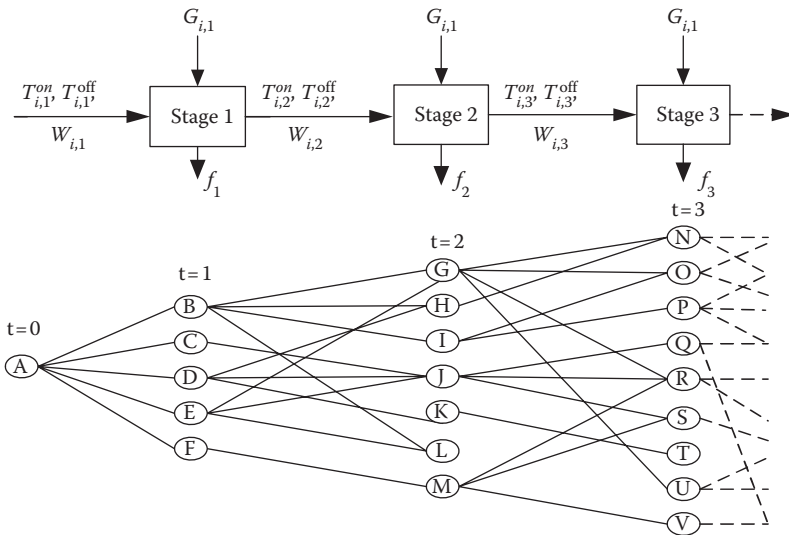 G_{i,1} G_{i,1} G_{i,1}
T^{on}_{i,1}, T^{off}_{i,1}, T^{on}_{i,2}, T^{off}_{i,2}, T^{on}_{i,3}, T^{off}_{i,3},
Stage 1 Stage 2 Stage 3
W_{i,1} W_{i,2} W_{i,3}
f_1 f_2 f_3
t=0 t=1 t=2 t=3
A
B
C
D
E
F
G
H
I
J
K
L
M
N
O
P
Q
R
S
T
U
V